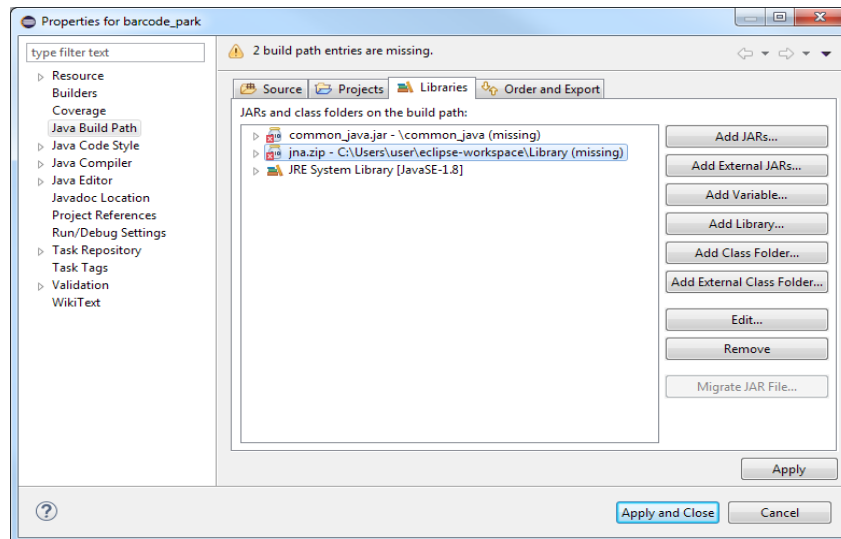 Properties for barcode_park
type filter text
2 build path entries are missing.
Resource
Builders
Coverage
Java Build Path
Java Code Style
Java Compiler
Java Editor
Javadoc Location
Project References
Run/Debug Settings
Task Repository
Task Tags
Validation
WikiText
Source Projects Libraries Order and Export
JARs and class folders on the build path:
common_java.jar - \common_java (missing)
jna.zip - C:\Users\user\eclipse-workspace\Library (missing)
JRE System Library [JavaSE-1.8]
Add JARs...
Add External JARs...
Add Variable...
Add Library...
Add Class Folder...
Add External Class Folder...
Edit...
Remove
Migrate JAR File...
Apply
Apply and Close Cancel